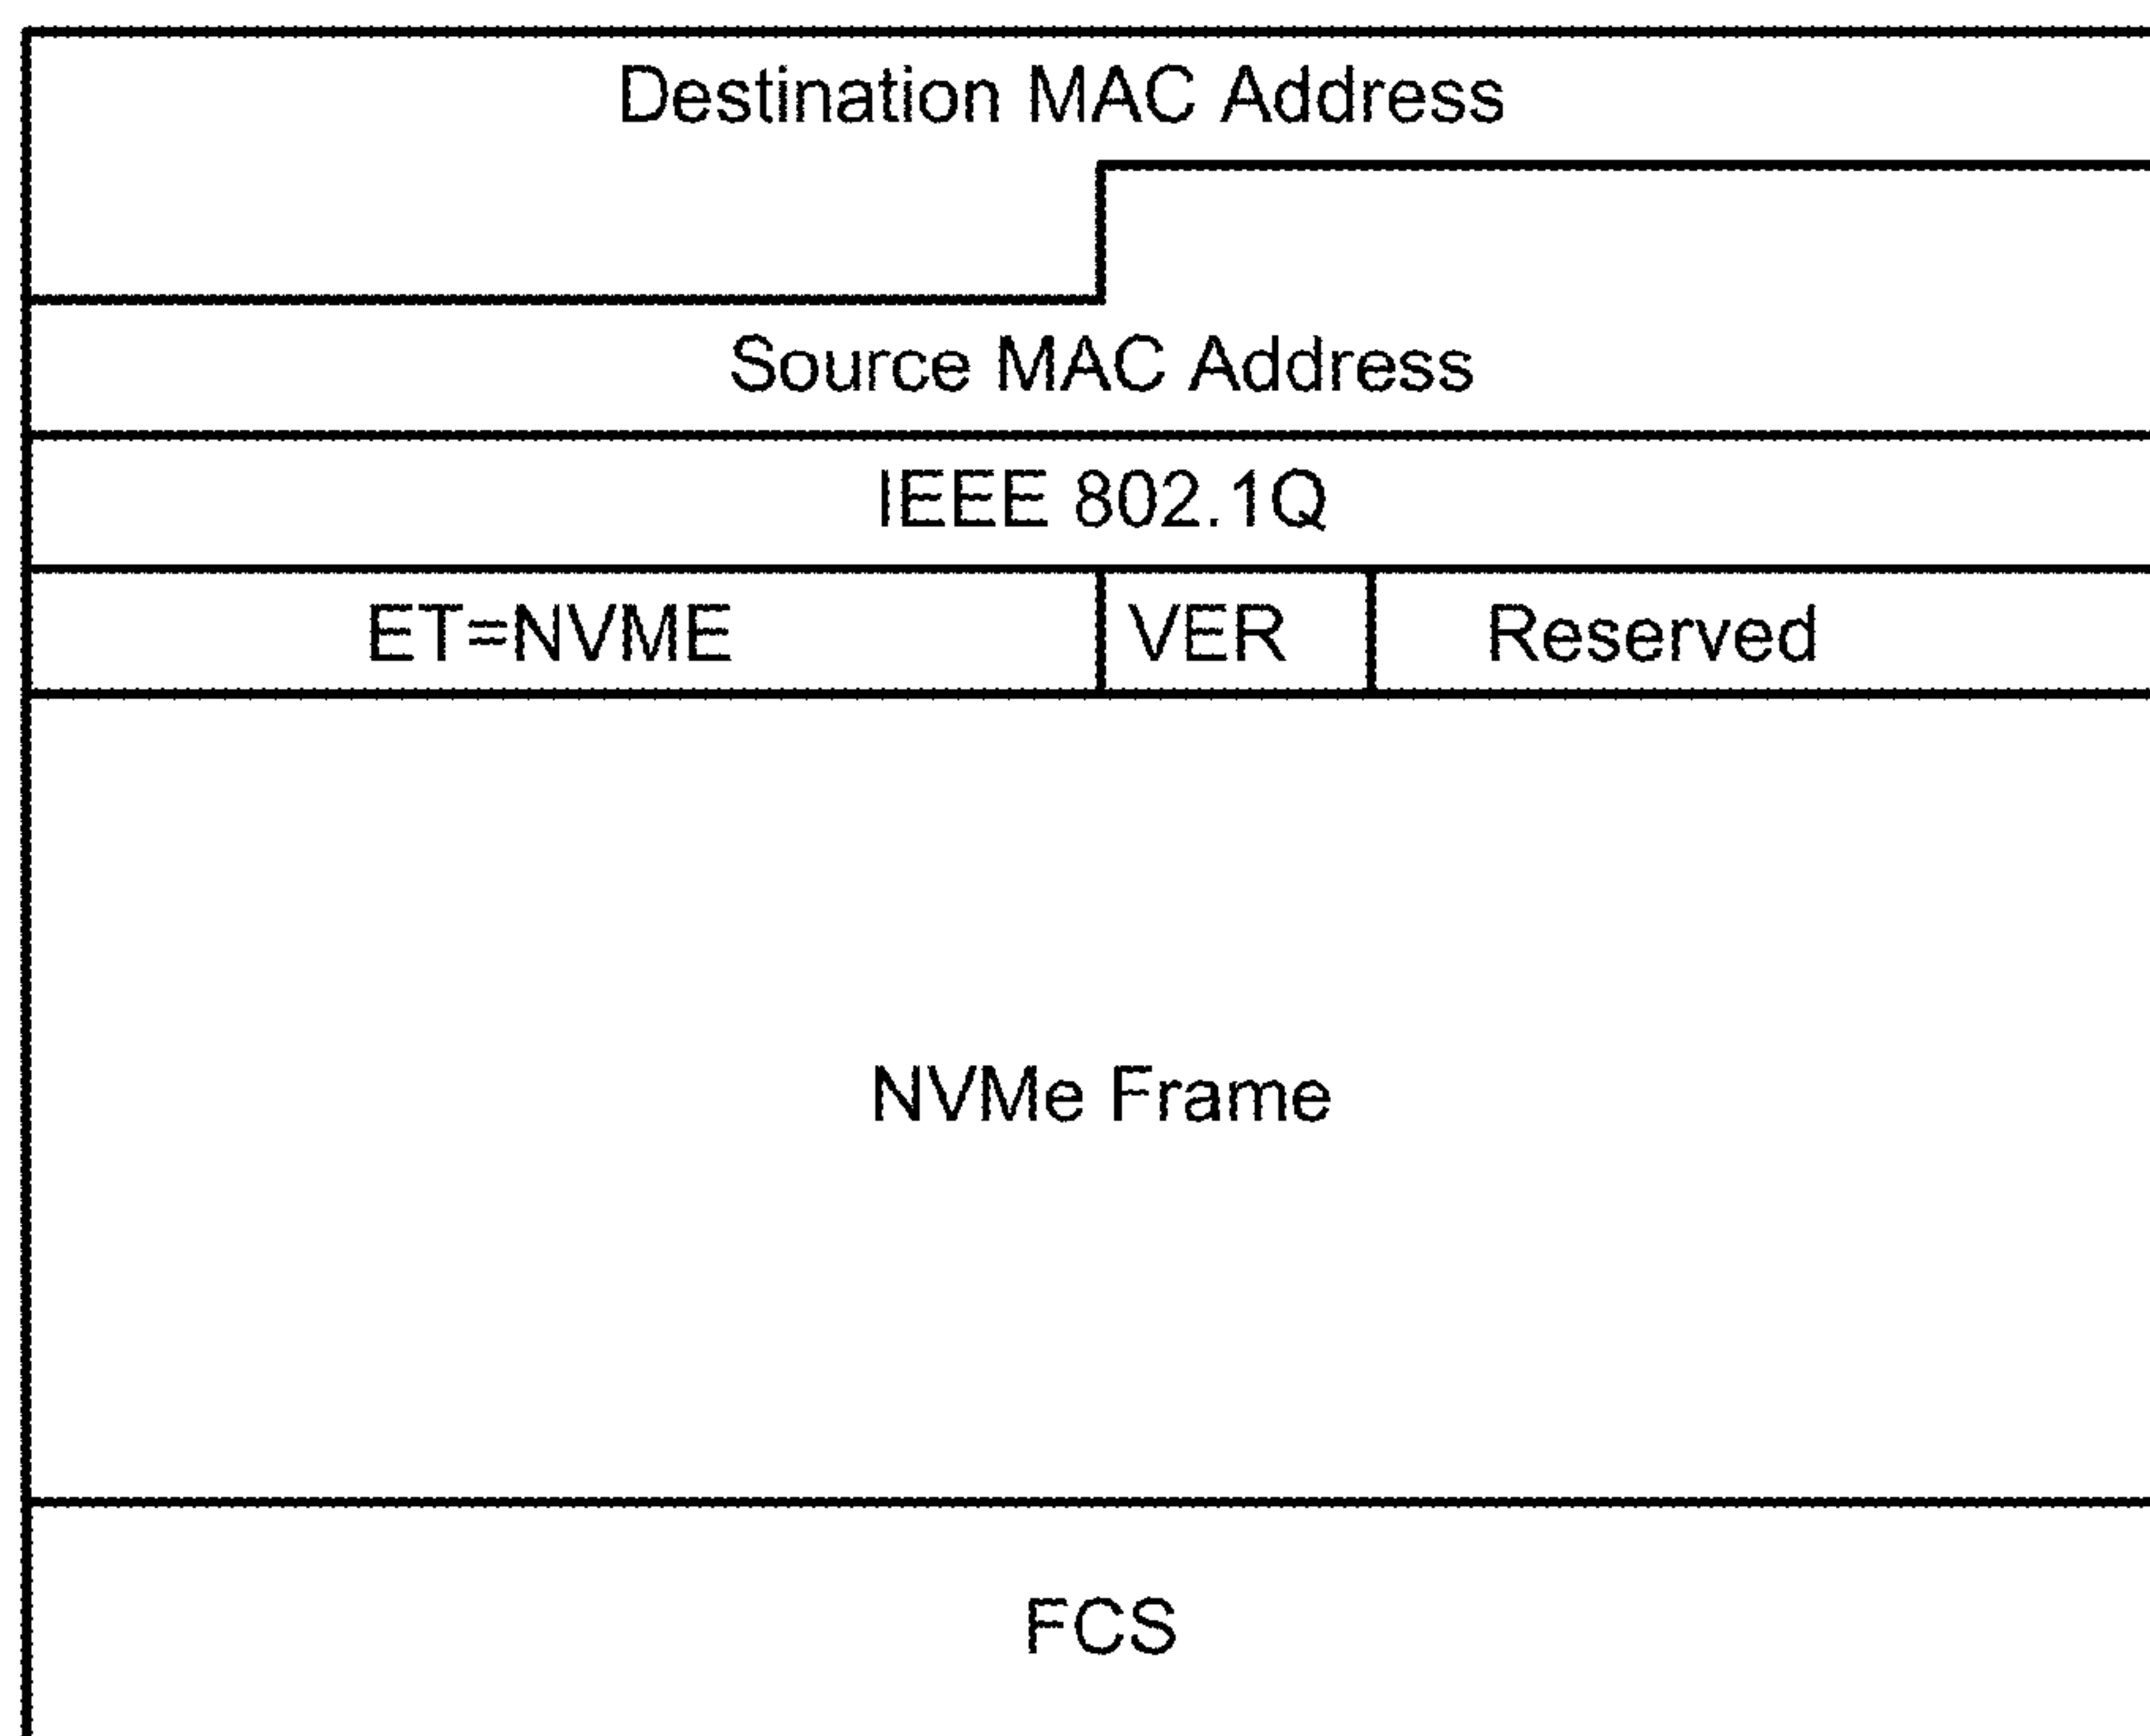 Destination MAC Address
Source MAC Address
IEEE 802.1Q
ET=NVME VER Reserved
NVMe Frame
FCS